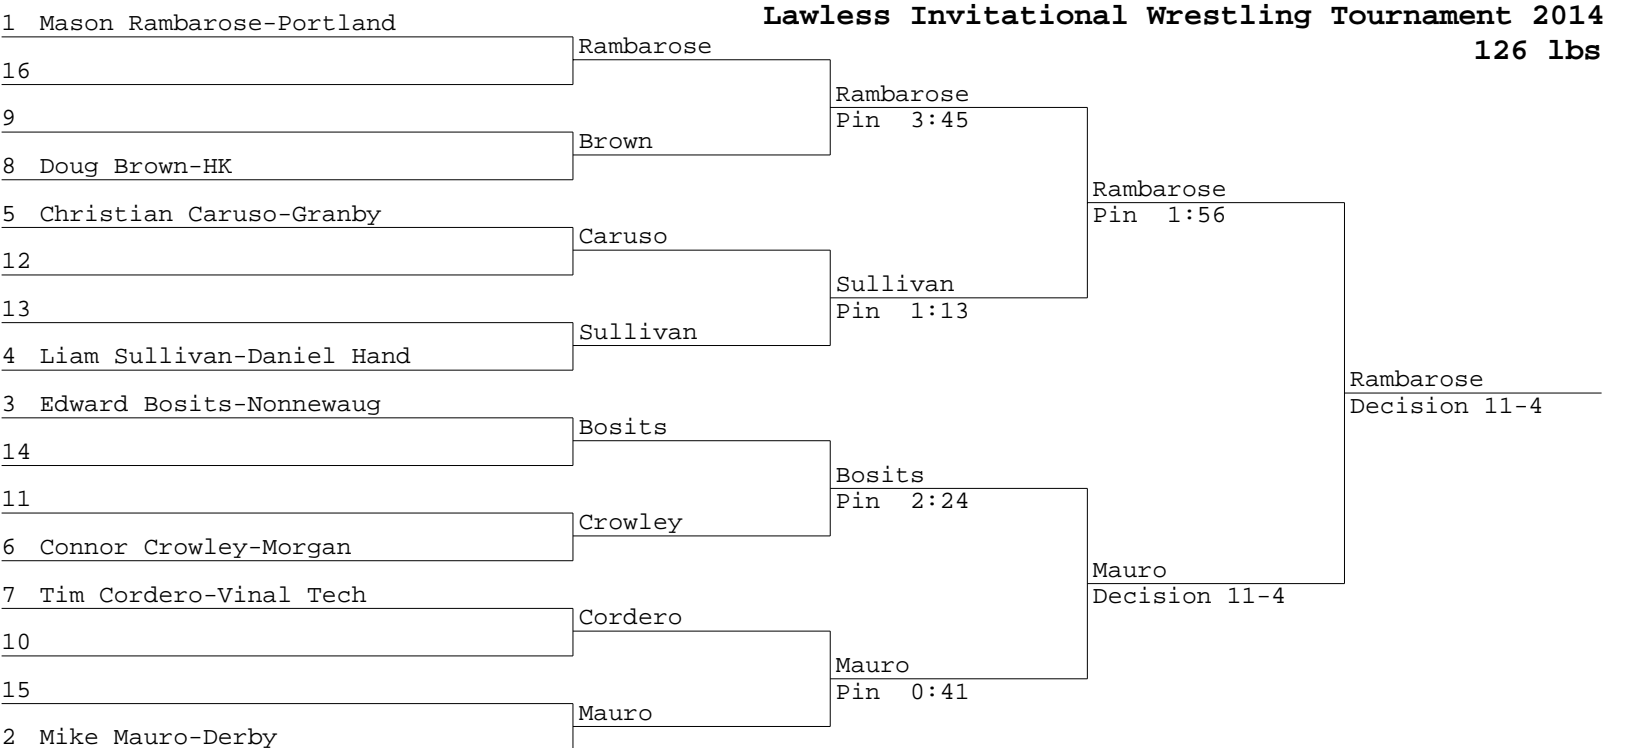 Lawless Invitational Wrestling Tournament 2014
126 lbs
1 Mason Rambarose-Portland
16
9
8 Doug Brown-HK
5 Christian Caruso-Granby
12
13
4 Liam Sullivan-Daniel Hand
3 Edward Bosits-Nonnewaug
14
11
6 Connor Crowley-Morgan
7 Tim Cordero-Vinal Tech
10
15
2 Mike Mauro-Derby
Rambarose
Brown
Caruso
Sullivan
Bosits
Crowley
Cordero
Mauro
Rambarose
Pin 3:45
Sullivan
Pin 1:13
Bosits
Pin 2:24
Mauro
Pin 0:41
Rambarose
Pin 1:56
Mauro
Decision 11-4
Rambarose
Decision 11-4